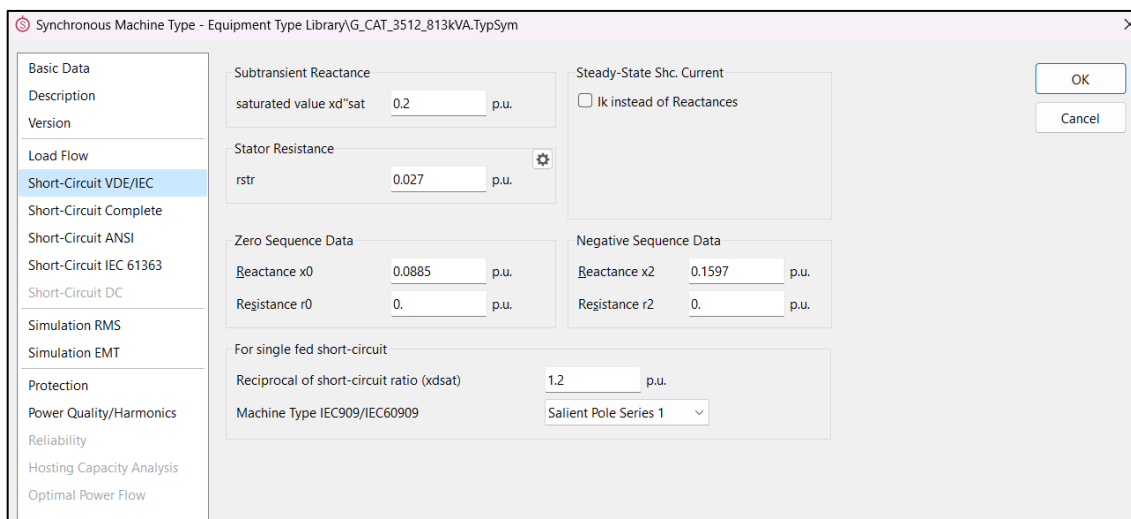 Synchronous Machine Type - Equipment Type Library\G_CAT_3512_813kVA.TypSym
Basic Data
Description
Version
Load Flow
Short-Circuit VDE/IEC
Short-Circuit Complete
Short-Circuit ANSI
Short-Circuit IEC 61363
Short-Circuit DC
Simulation RMS
Simulation EMT
Protection
Power Quality/Harmonics
Reliability
Hosting Capacity Analysis
Optimal Power Flow
Subtransient Reactance
saturated value xd"sat 0.2 p.u.
Stator Resistance
rstr 0.027 p.u.
Steady-State Shc. Current
Ik instead of Reactances
Zero Sequence Data
Reactance x0 0.0885 p.u.
Resistance r0 0. p.u.
Negative Sequence Data
Reactance x2 0.1597 p.u.
Resistance r2 0. p.u.
For single fed short-circuit
Reciprocal of short-circuit ratio (xdsat) 1.2 p.u.
Machine Type IEC909/IEC60909 Salient Pole Series 1
OK
Cancel